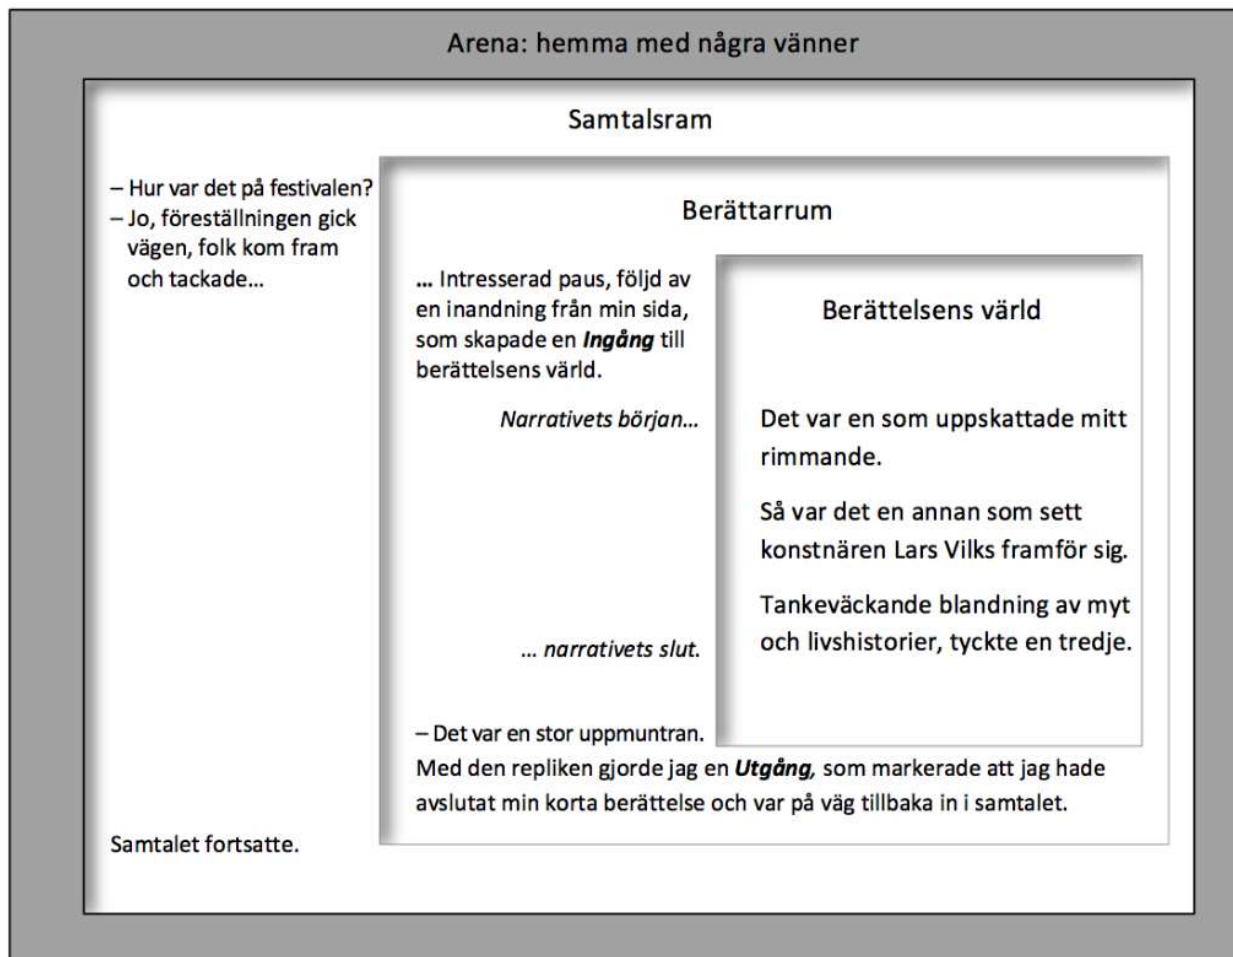 Arena: hemma med några vänner
Samtalsram
– Hur var det på festivalen?
– Jo, föreställningen gick
vägen, folk kom fram
och tackade…
Berättarrum
… Intresserad paus, följd av
en inandning från min sida,
som skapade en Ingång till
berättelsens värld.
Narrativets början…
Berättelsens värld
Det var en som uppskattade mitt
rimmande.
Så var det en annan som sett
konstnären Lars Vilks framför sig.
Tankeväckande blandning av myt
och livshistorier, tyckte en tredje.
… narrativets slut.
– Det var en stor uppmuntran.
Med den repliken gjorde jag en Utgång, som markerade att jag hade
avslutat min korta berättelse och var på väg tillbaka in i samtalet.
Samtalet fortsatte.